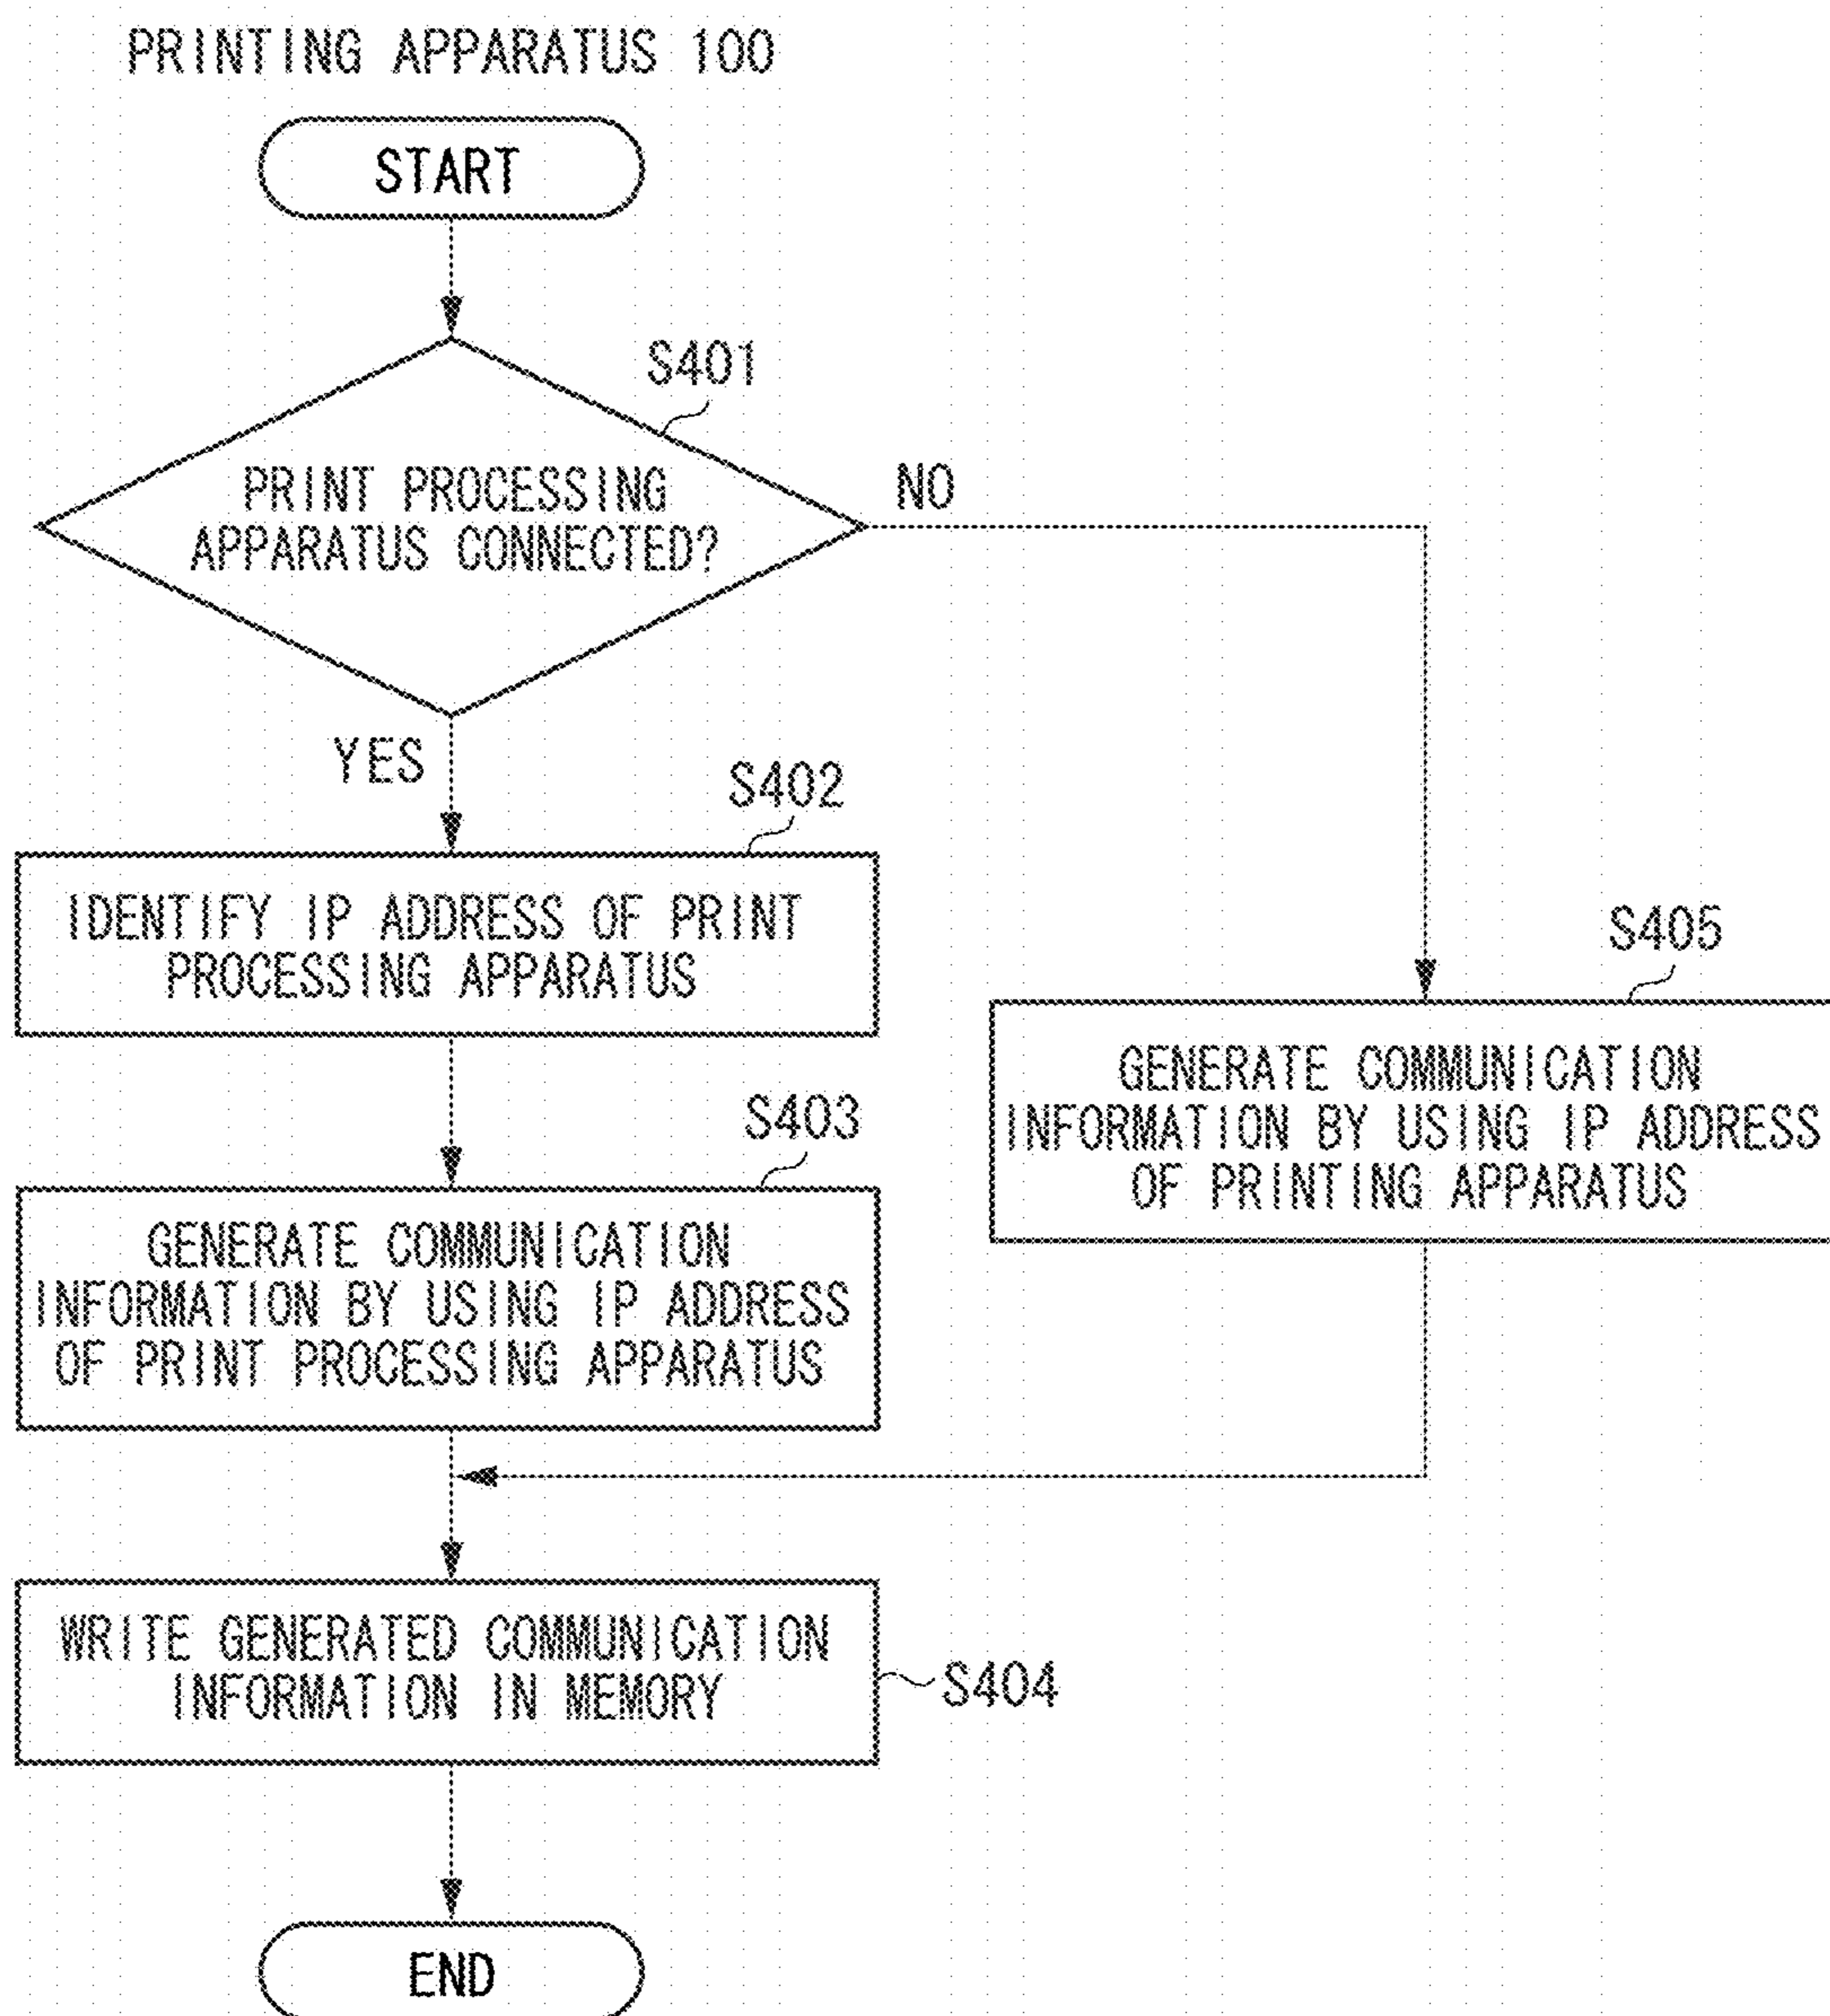 PRINTING APPARATUS 100
START
S401
PRINT PROCESSING
APPARATUS CONNECTED?
NO
YES
S402
IDENTIFY IP ADDRESS OF PRINT
PROCESSING APPARATUS
S405
GENERATE COMMUNICATION
INFORMATION BY USING IP ADDRESS
OF PRINTING APPARATUS
S403
GENERATE COMMUNICATION
INFORMATION BY USING IP ADDRESS
OF PRINT PROCESSING APPARATUS
WRITE GENERATED COMMUNICATION
INFORMATION IN MEMORY
S404
END